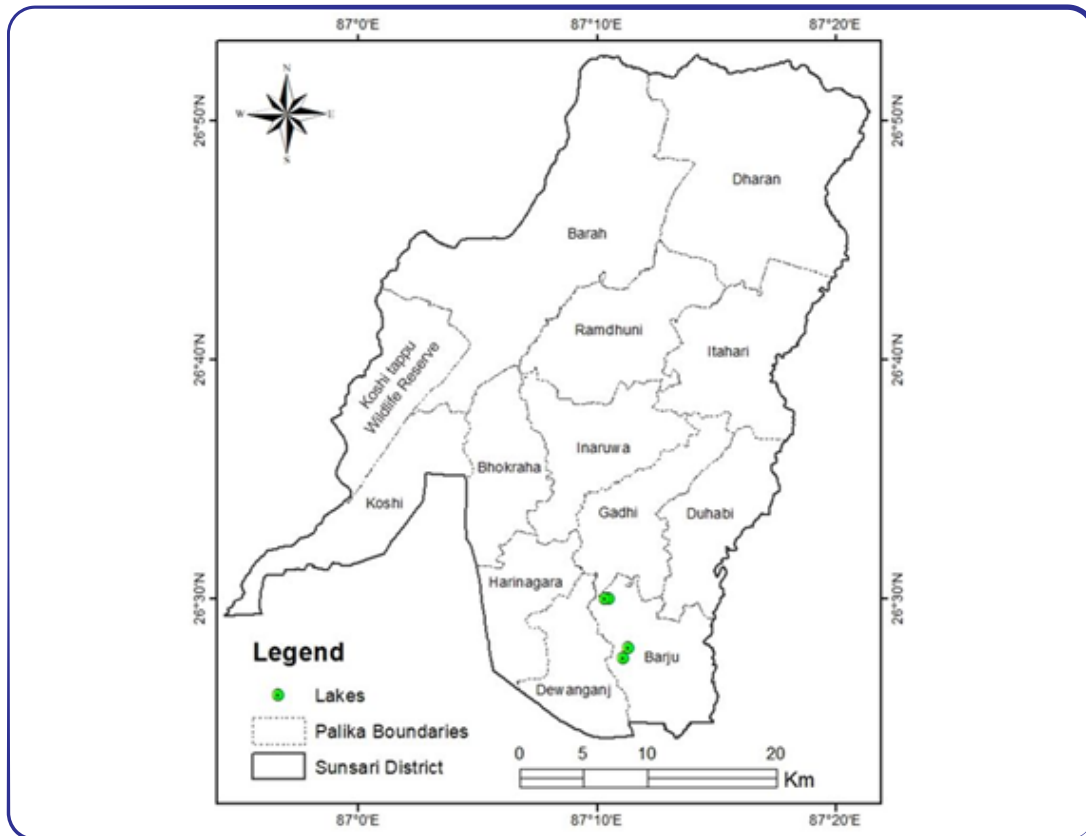 87°0'E 87°10'E 87°20'E
N
W E
S
26°50'N 26°50'N
Dharan
Barah
Ramdhuni
Itahari
26°40'N 26°40'N
Koshi tappu
Wildlife Reserve
Inaruwa
Bhokraha
Koshi
Gadhi
Duhabi
Harinagara
26°30'N 26°30'N
Legend
Barju
Lakes
Dewanganj
Palika Boundaries
Sunsari District
0 5 10 20
Km
87°0'E 87°10'E 87°20'E